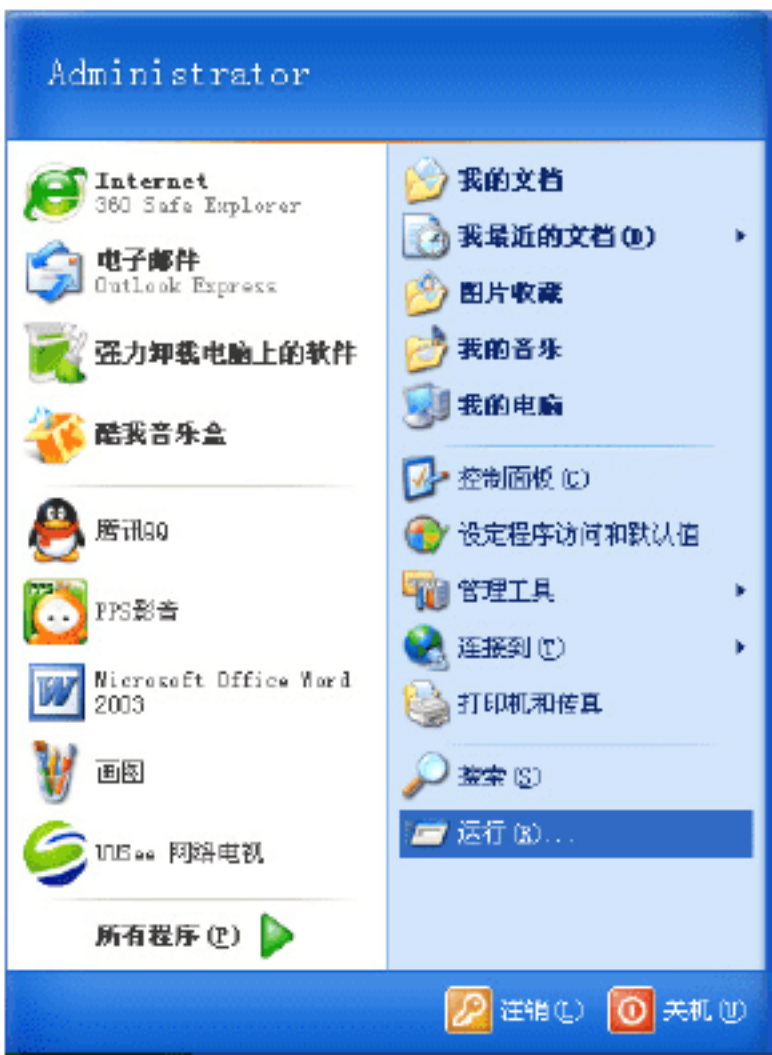 Administrator
Internet
360 Safe Explorer
电子邮件
Outlook Express
强力卸载电脑上的软件
酷我音乐盒
腾讯QQ
PPS影音
Microsoft Office Word
2003
画图
UUSee 网络电视
所有程序(P)
我的文档
我最近的文档(D)
图片收藏
我的音乐
我的电脑
控制面板(C)
设定程序访问和默认值
管理工具
连接到(T)
打印机和传真
搜索(S)
运行(R)...
注销(L)
关机(U)